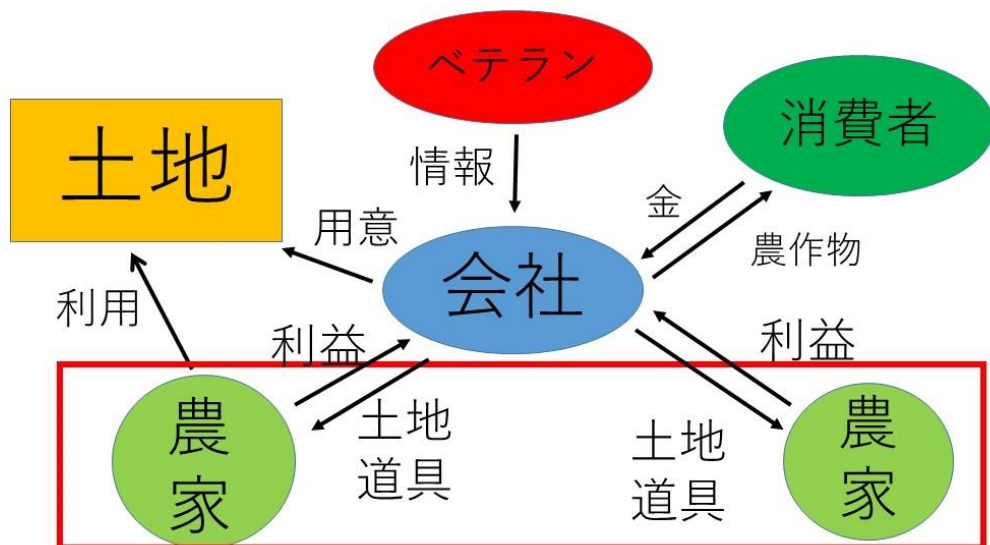 ベテラン
消費者
土地
情報
金
用意
農作物
会社
利用
利益
利益
農
家
土地
道具
土地
道具
農
家